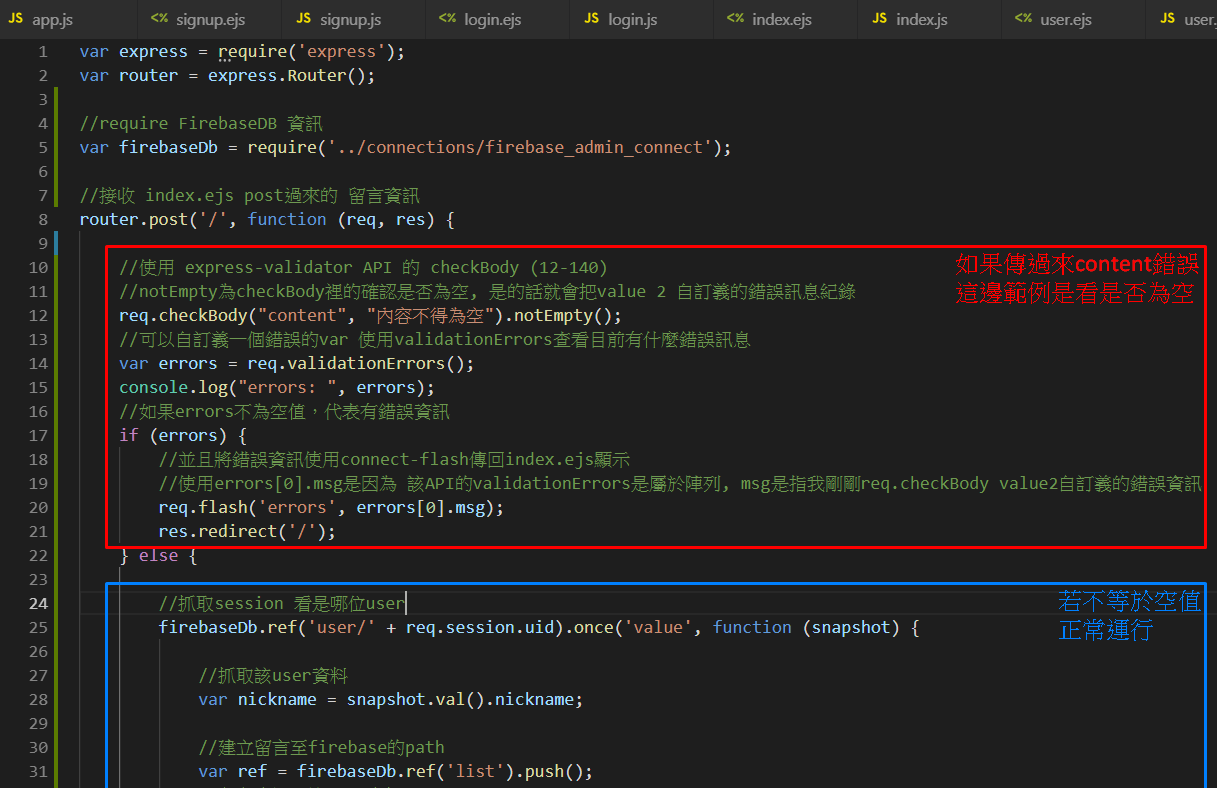 JS app.js <% signup.ejs JS signup.js <% login.ejs JS login.js <% index.ejs JS index.js <% user.ejs JS user.
1 var express = require('express');
2 var router = express.Router();
3
4 //require FirebaseDB 資訊
5 var firebaseDb = require('../connections/firebase_admin_connect');
6
7 //接收 index.ejs post過來的 留言資訊
8 router.post('/', function (req, res) {
9
10 //使用 express-validator API 的 checkBody (12-140)
如果傳過來content錯誤
11 //notEmpty為checkBody裡的確認是否為空, 是的話就會把value 2 自訂義的錯誤訊息紀錄
這邊範例是看是否為空
12 req.checkBody("content", "內容不得為空").notEmpty();
13 //可以自訂義一個錯誤的var 使用validationErrors查看目前有什麼錯誤訊息
14 var errors = req.validationErrors();
15 console.log("errors: ", errors);
16 //如果errors不為空值，代表有錯誤資訊
17 if (errors) {
18 //並且將錯誤資訊使用connect-flash傳回index.ejs顯示
19 //使用errors[0].msg是因為 該API的validationErrors是屬於陣列, msg是指我剛剛req.checkBody value2自訂義的錯誤資訊
20 req.flash('errors', errors[0].msg);
21 res.redirect('/');
22 } else {
23
24 //抓取session 看是哪位user
若不等於空值
25 firebaseDb.ref('user/' + req.session.uid).once('value', function (snapshot) {
正常運行
26
27 //抓取該user資料
28 var nickname = snapshot.val().nickname;
29
30 //建立留言至firebase的path
31 var ref = firebaseDb.ref('list').push();